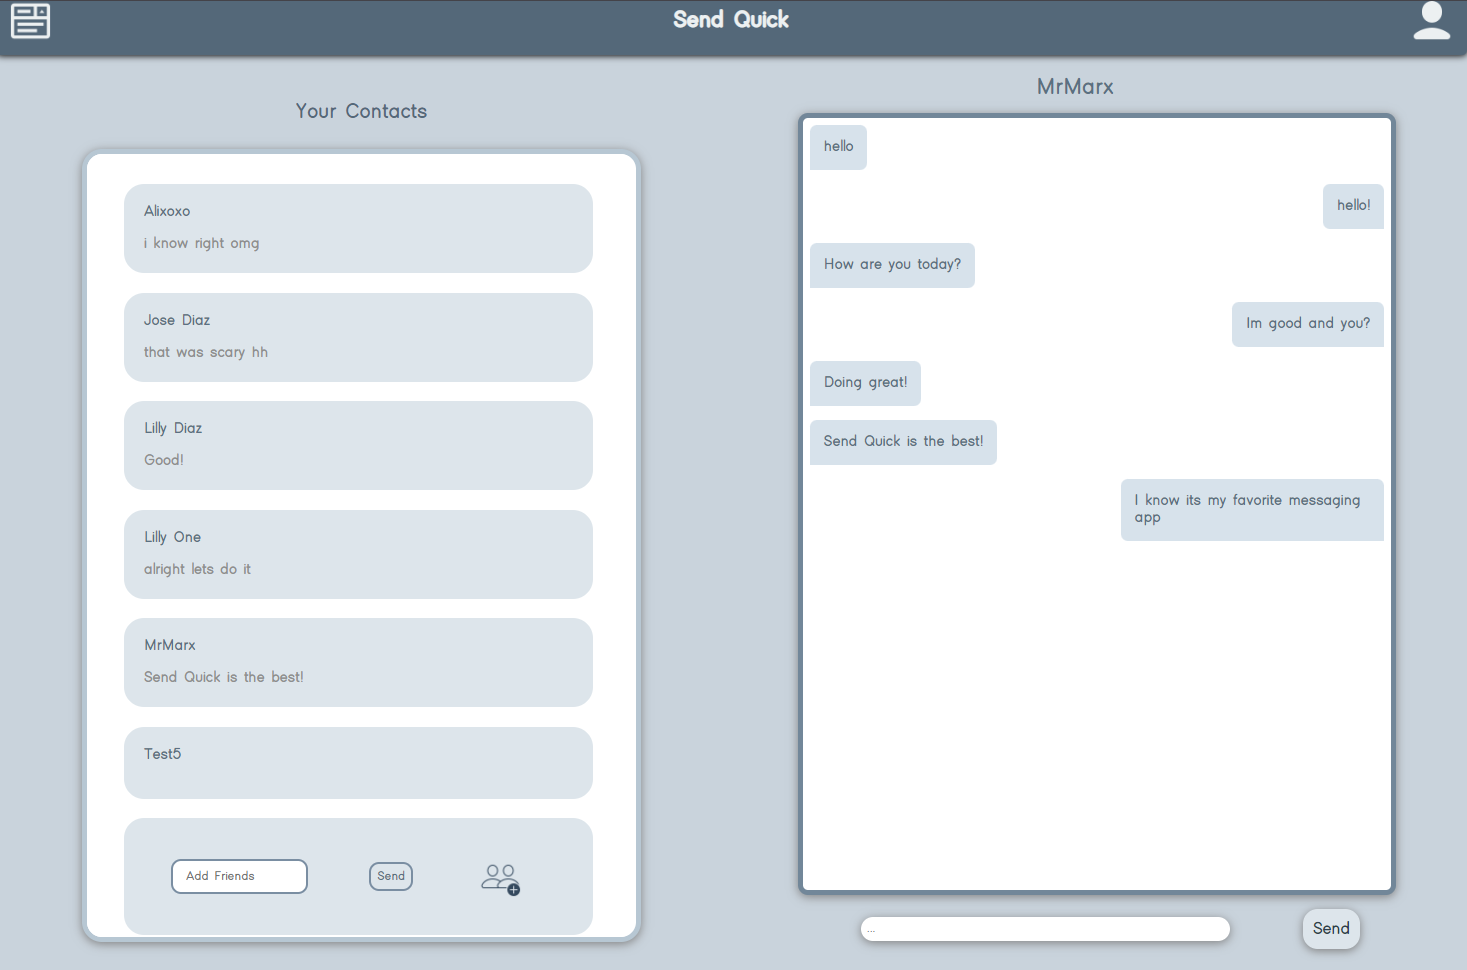 Send Quick
Your Contacts
Alixoxo
i know right omg
Jose Diaz
that was scary hh
Lilly Diaz
Good!
Lilly One
alright lets do it
MrMarx
Send Quick is the best!
Test5
Add Friends
Send
MrMarx
hello
hello!
How are you today?
Im good and you?
Doing great!
Send Quick is the best!
I know its my favorite messaging
app
...
Send